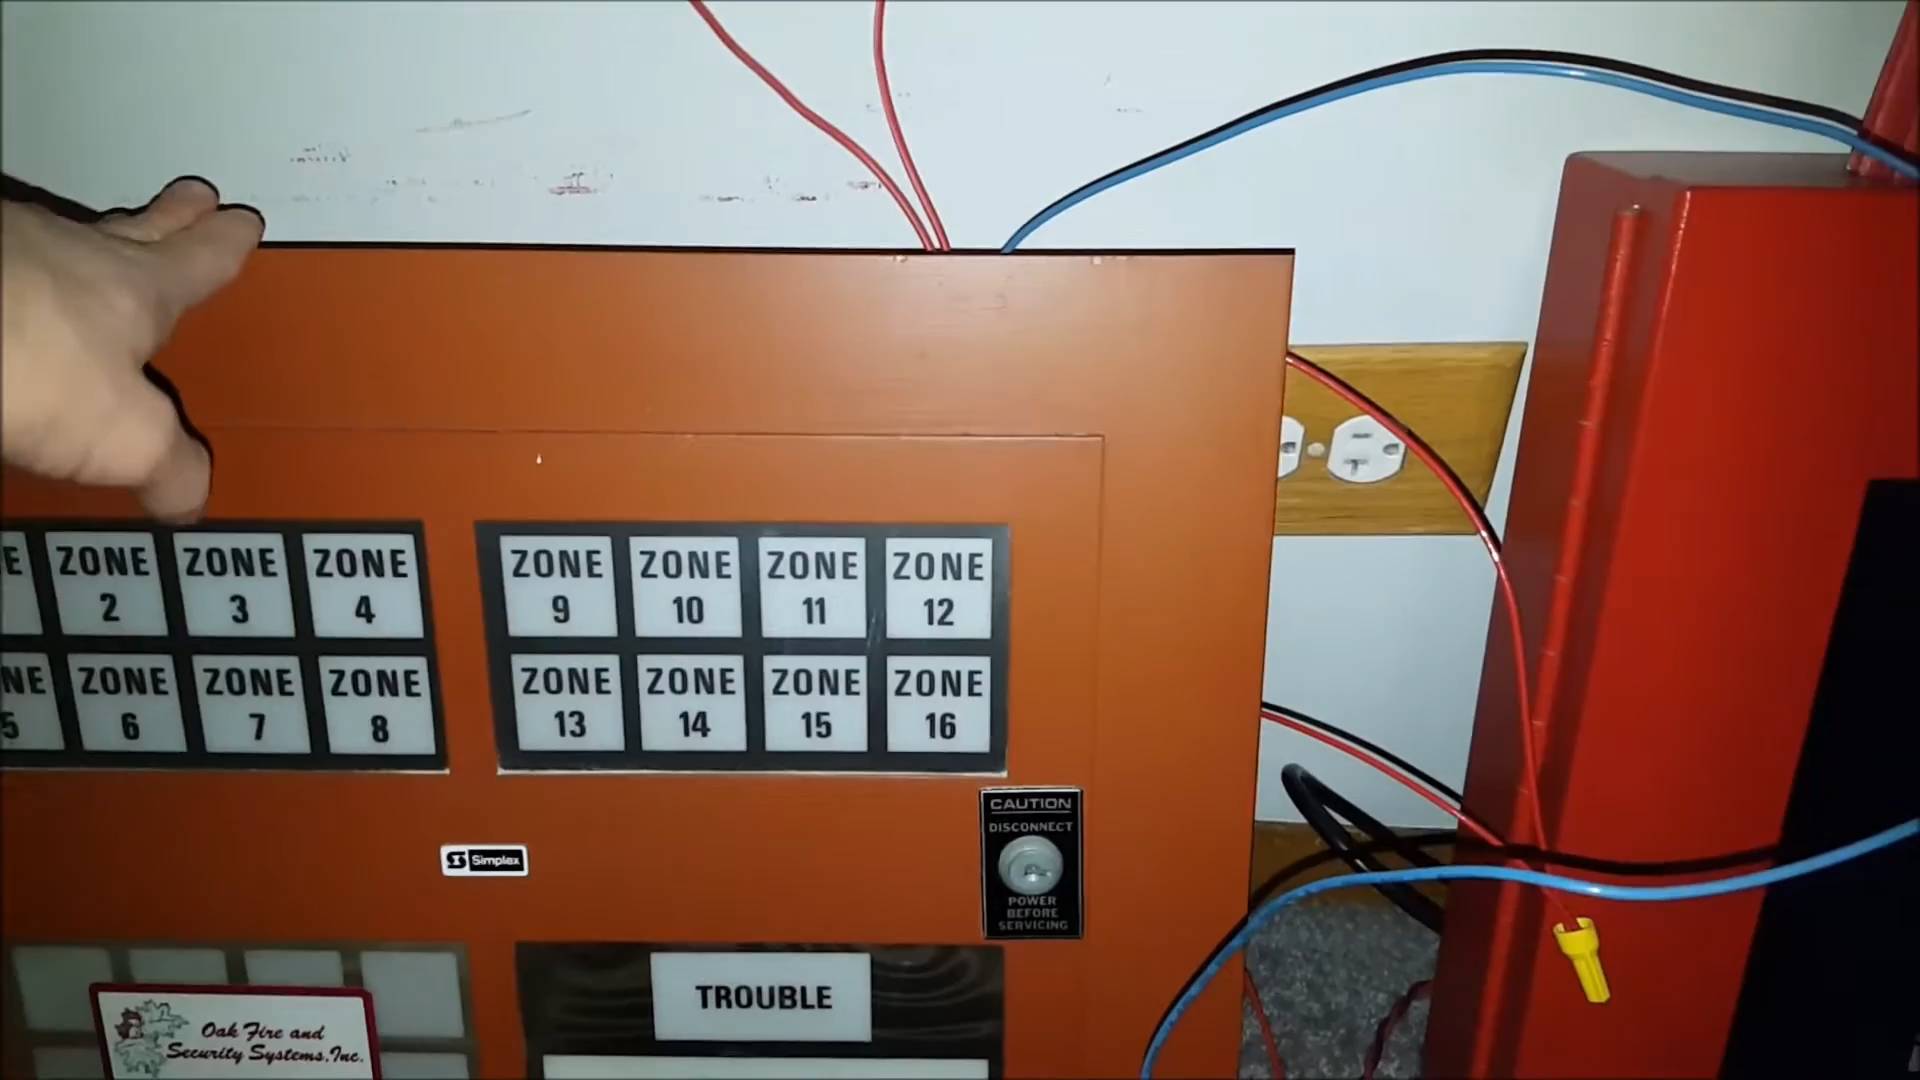 E
ZONE
2
ZONE
3
ZONE
4
NE
5
ZONE
6
ZONE
7
ZONE
8
ZONE
9
ZONE
10
ZONE
11
ZONE
12
ZONE
13
ZONE
14
ZONE
15
ZONE
16
Simplex
CAUTION
DISCONNECT
POWER
BEFORE
SERVICING
TROUBLE
Oak Fire and
Security Systems, Inc.